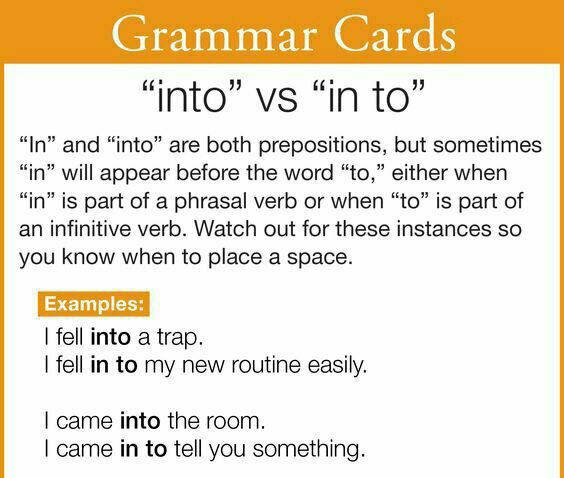 Grammar Cards
“into” vs “in to”
“In” and “into” are both prepositions, but sometimes
“in” will appear before the word “to,” either when
“in” is part of a phrasal verb or when “to” is part of
an infinitive verb. Watch out for these instances so
you know when to place a space.
Examples:
I fell into a trap.
I fell in to my new routine easily.
I came into the room.
I came in to tell you something.